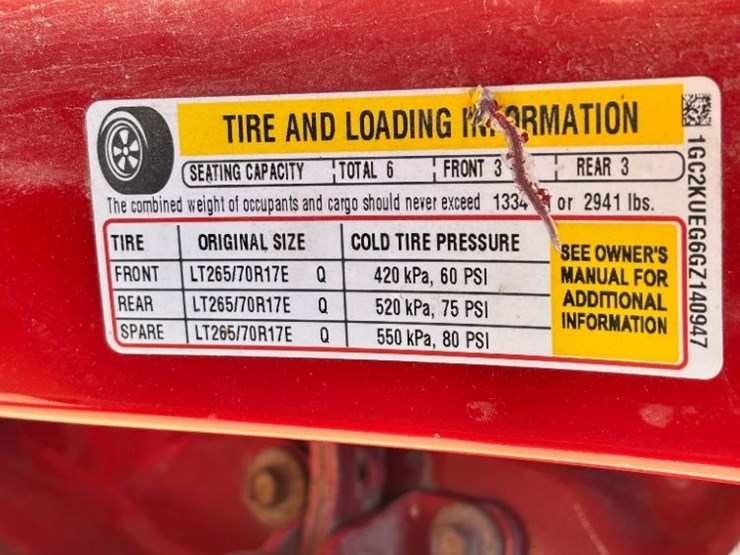 TIRE AND LOADING INFORMATION
SEATING CAPACITY TOTAL 6 FRONT 3 REAR 3
The combined weight of occupants and cargo should never exceed 1334 or 2941 lbs.
TIRE ORIGINAL SIZE COLD TIRE PRESSURE
FRONT LT265/70R17E Q 420 kPa, 60 PSI
REAR LT265/70R17E Q 520 kPa, 75 PSI
SPARE LT265/70R17E Q 550 kPa, 80 PSI
SEE OWNER'S
MANUAL FOR
ADDITIONAL
INFORMATION
1GC2KUEG6GZ140947